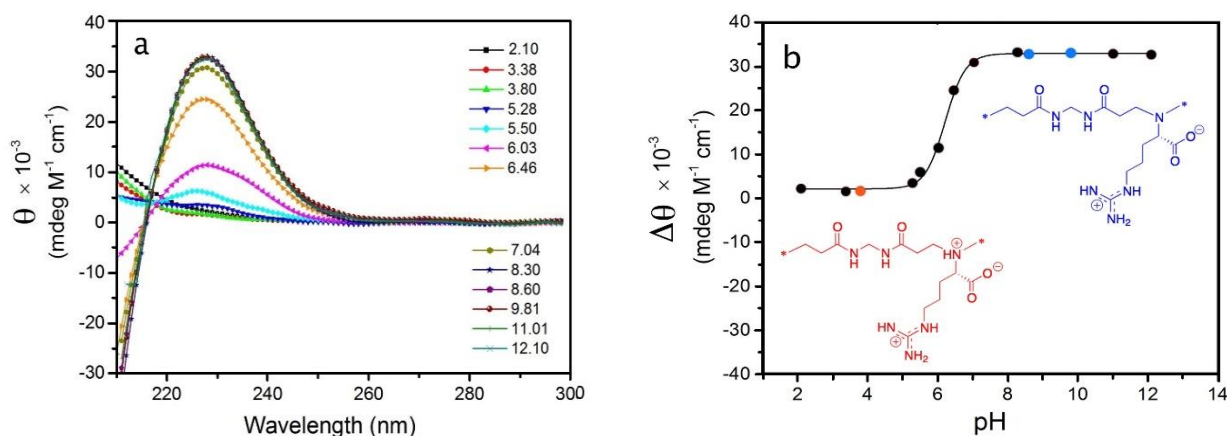 a
θ × 10⁻³
(mdeg M⁻¹ cm⁻¹)
40
30
20
10
0
-10
-20
-30
2.10
3.38
3.80
5.28
5.50
6.03
6.46
7.04
8.30
8.60
9.81
11.01
12.10
220
240
260
280
300
Wavelength (nm)
b
Δθ × 10⁻³
(mdeg M⁻¹ cm⁻¹)
40
30
20
10
0
-10
-20
-30
-40
O
O
*
N
H
N
H
N
*
O⊖
O
NH
NH
⊕
NH₂
O
O
*
N
H
N
H
⊕
HN
*
O⊖
O
NH
NH
⊕
NH₂
2
4
6
8
10
12
14
pH